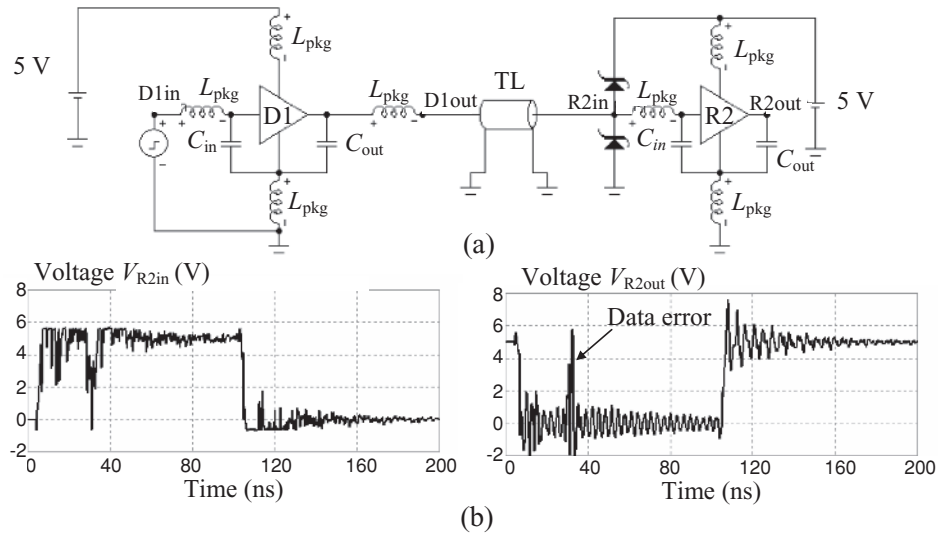 5 V
L_pkg
D1in
L_pkg
D1
L_pkg
C_in
C_out
L_pkg
D1out
TL
R2in
L_pkg
L_pkg
R2
R2out
5 V
C_in
C_out
L_pkg
(a)
Voltage V_R2in (V)
8
6
4
2
0
-2
0 40 80 120 160 200
Time (ns)
Voltage V_R2out (V)
Data error
8
6
4
2
0
-2
0 40 80 120 160 200
Time (ns)
(b)